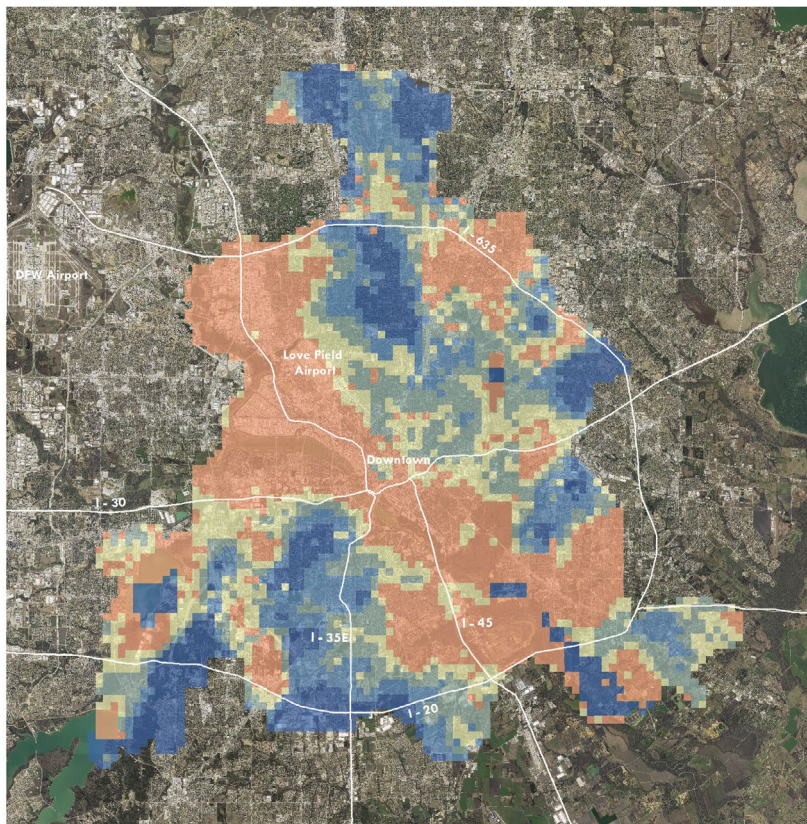 I - 635
DFW Airport
Love Field
Airport
Downtown
I - 30
I - 35E
I - 45
I - 20